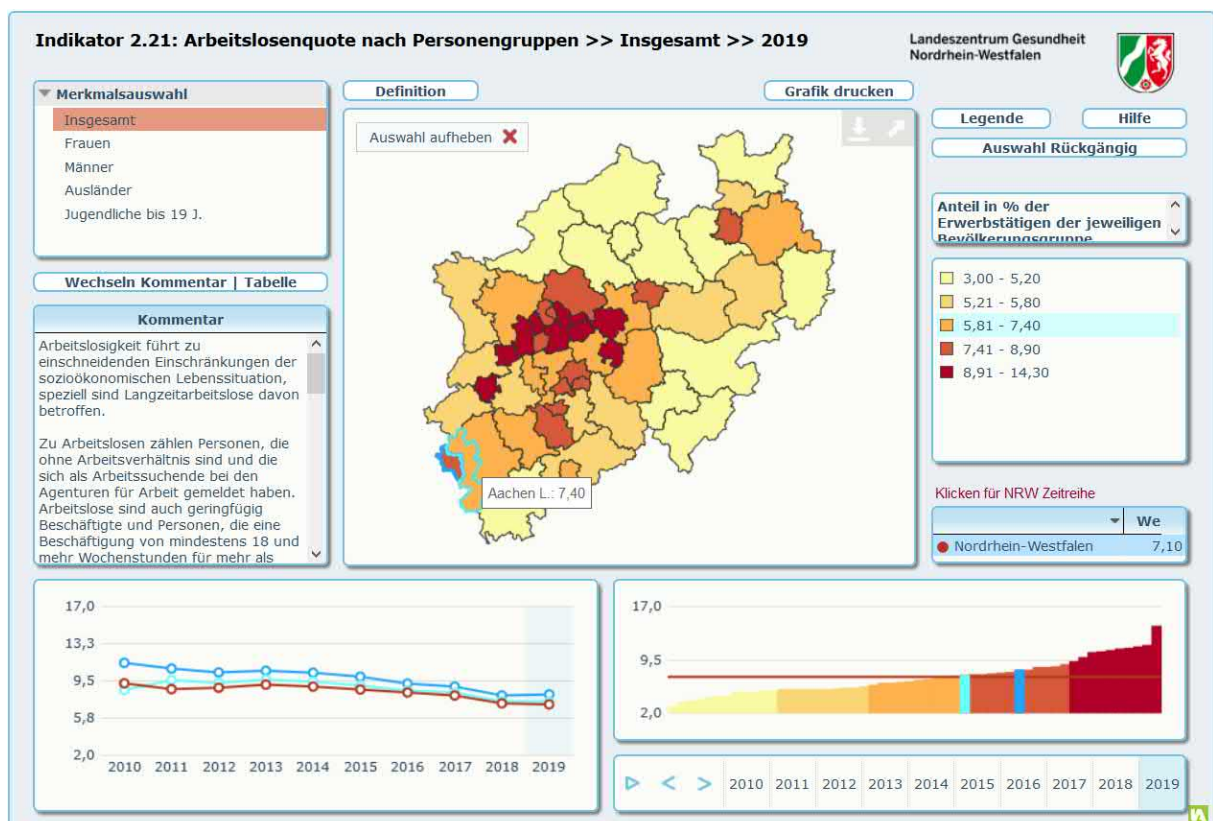 Indikator 2.21: Arbeitslosenquote nach Personengruppen >> Insgesamt >> 2019
Landeszentrum Gesundheit
Nordrhein-Westfalen
Merkmalsauswahl
Insgesamt
Frauen
Männer
Ausländer
Jugendliche bis 19 J.
Wechseln Kommentar | Tabelle
Kommentar
Arbeitslosigkeit führt zu
einschneidenden Einschränkungen der
sozioökonomischen Lebenssituation,
speziell sind Langzeitarbeitslose davon
betroffen.
Zu Arbeitslosen zählen Personen, die
ohne Arbeitsverhältnis sind und die
sich als Arbeitssuchende bei den
Agenturen für Arbeit gemeldet haben.
Arbeitslose sind auch geringfügig
Beschäftigte und Personen, die eine
Beschäftigung von mindestens 18 und
mehr Wochenstunden für mehr als
Definition
Grafik drucken
Auswahl aufheben
Aachen L.: 7,40
Legende
Hilfe
Auswahl Rückgängig
Anteil in % der
Erwerbstätigen der jeweiligen
Bevölkerungsgruppe
3,00 - 5,20
5,21 - 5,80
5,81 - 7,40
7,41 - 8,90
8,91 - 14,30
Klicken für NRW Zeitreihe
We
Nordrhein-Westfalen 7,10
17,0
13,3
9,5
5,8
2,0
2010 2011 2012 2013 2014 2015 2016 2017 2018 2019
17,0
9,5
2,0
2010 2011 2012 2013 2014 2015 2016 2017 2018 2019